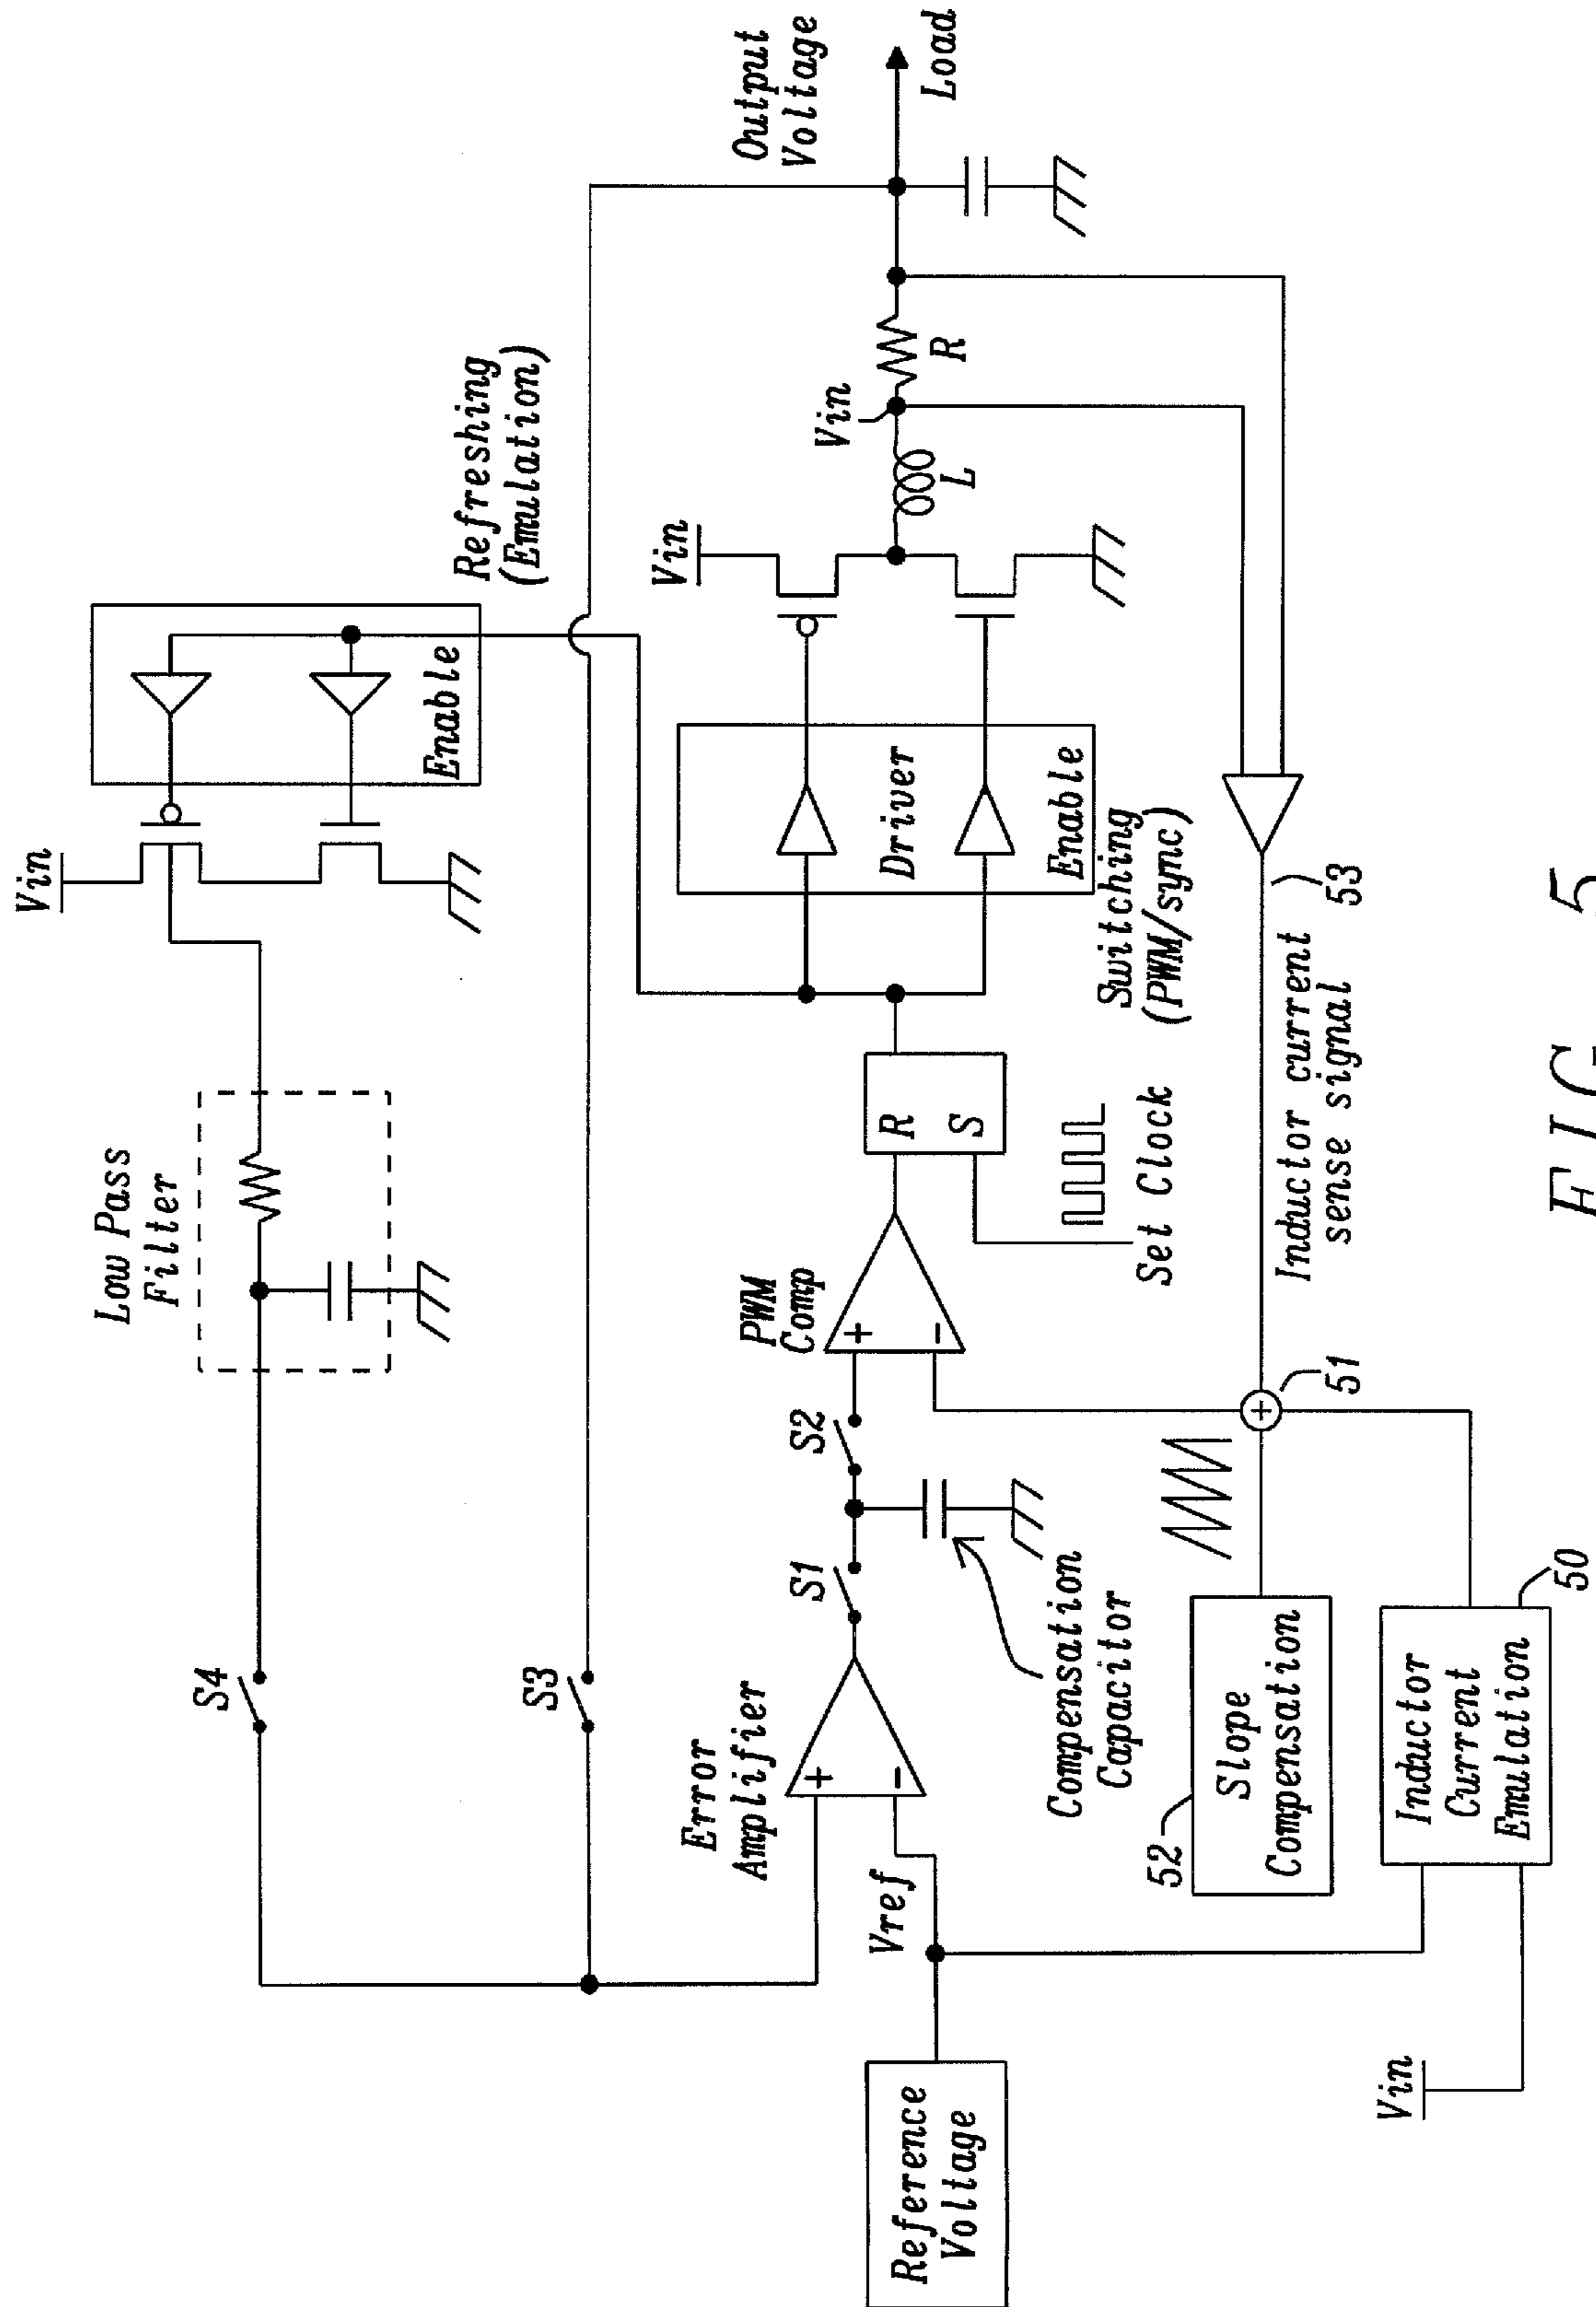 Vin
Low Pass
Filter
S4
Enable
Refreshing
(Emulation)
S3
Output
Voltage
Load
Error
Amplifier
+
-
S1
S2
PWM
Comp
+
-
R
S
Set Clock
Driver
Enable
Switching
(PWM/sync)
Vin
L
Vin
R
Reference
Voltage
Vref
Compensation
Capacitor
52
Slope
Compensation
+
51
Inductor current
sense signal
53
Vin
Inductor
Current
Emulation
50
FIG. 5